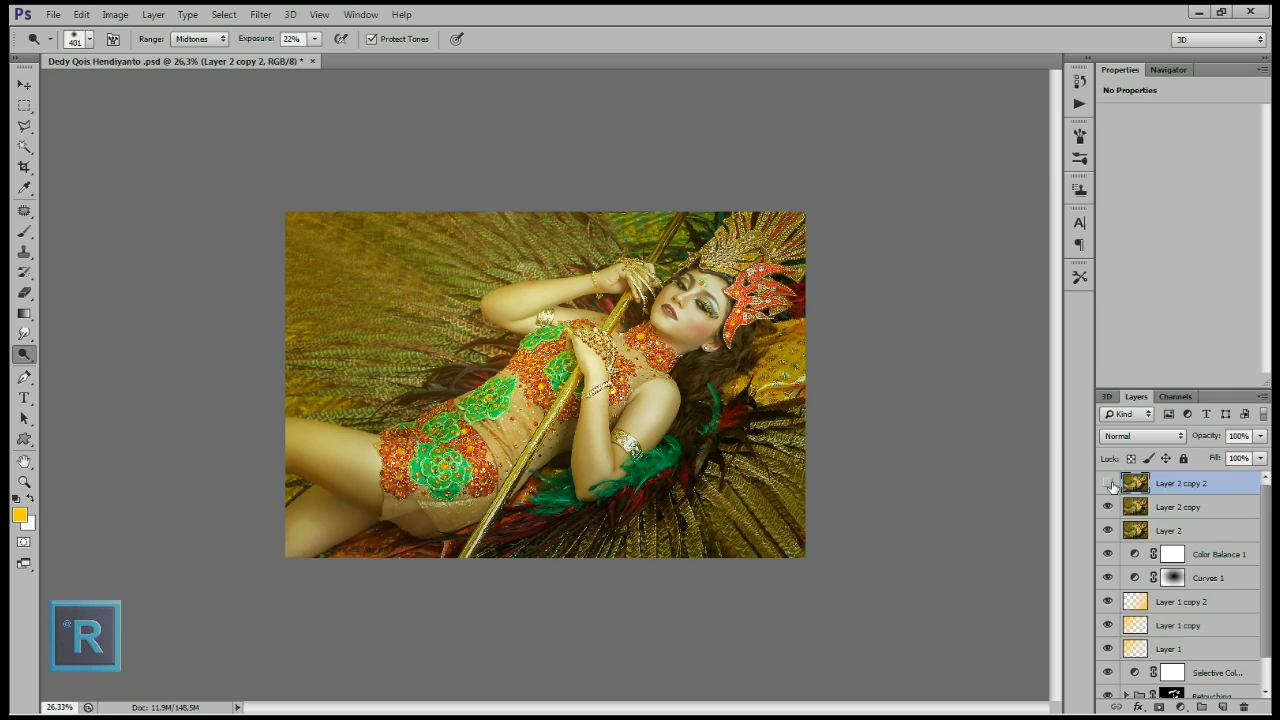 Ps File Edit Image Layer Type Select Filter 3D View Window Help
401 Range: Midtones Exposure: 22% Protect Tones 3D
Dedy Qois Hendiyanto .psd @ 26,3% (Layer 2 copy 2, RGB/8) * ×
Properties Navigator
No Properties
3D Layers Channels
Kind
Normal Opacity: 100%
Lock: Fill: 100%
Layer 2 copy 2
Layer 2 copy
Layer 2
Color Balance 1
Curves 1
Layer 1 copy 2
Layer 1 copy
Layer 1
Selective Col...
Retouching
fx
®R
26,33% Doc: 11,9M/148,5M